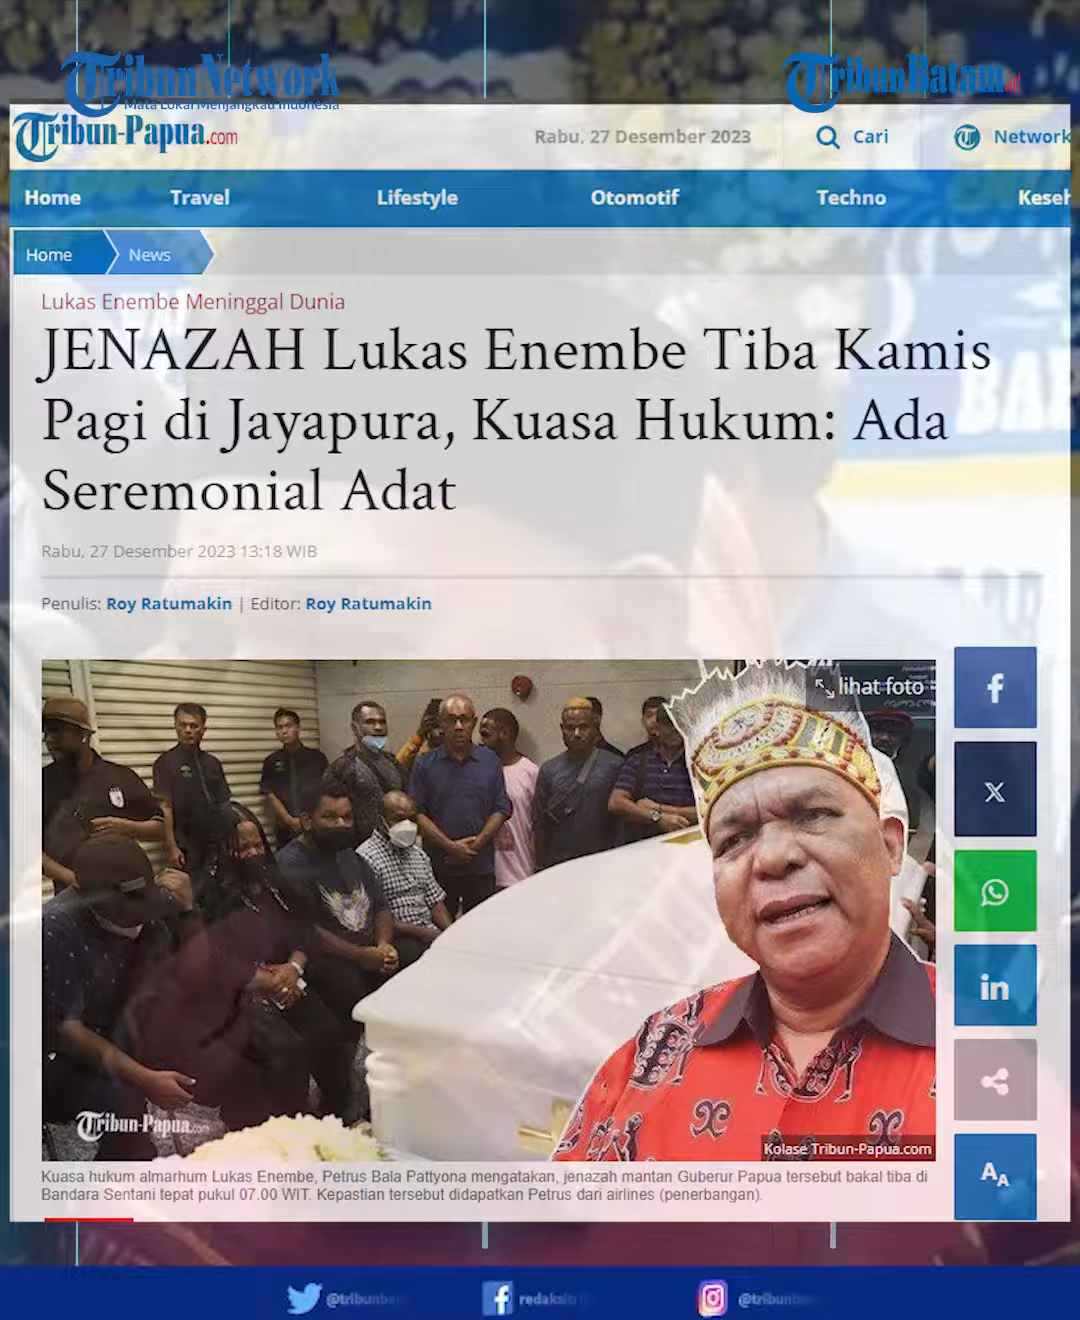 TribunNetwork
Mata Lokal Menjangkau Indonesia
TribunBatam.id
Tribun-Papua.com
Rabu, 27 Desember 2023
Cari
Network
Home Travel Lifestyle Otomotif Techno Keseh
Home News
Lukas Enembe Meninggal Dunia
JENAZAH Lukas Enembe Tiba Kamis
Pagi di Jayapura, Kuasa Hukum: Ada
Seremonial Adat
Rabu, 27 Desember 2023 13:18 WIB
Penulis: Roy Ratumakin | Editor: Roy Ratumakin
lihat foto
Tribun-Papua.com
Kolase Tribun-Papua.com
Kuasa hukum almarhum Lukas Enembe, Petrus Bala Pattyona mengatakan, jenazah mantan Guberur Papua tersebut bakal tiba di
Bandara Sentani tepat pukul 07.00 WIT. Kepastian tersebut didapatkan Petrus dari airlines (penerbangan).
AA